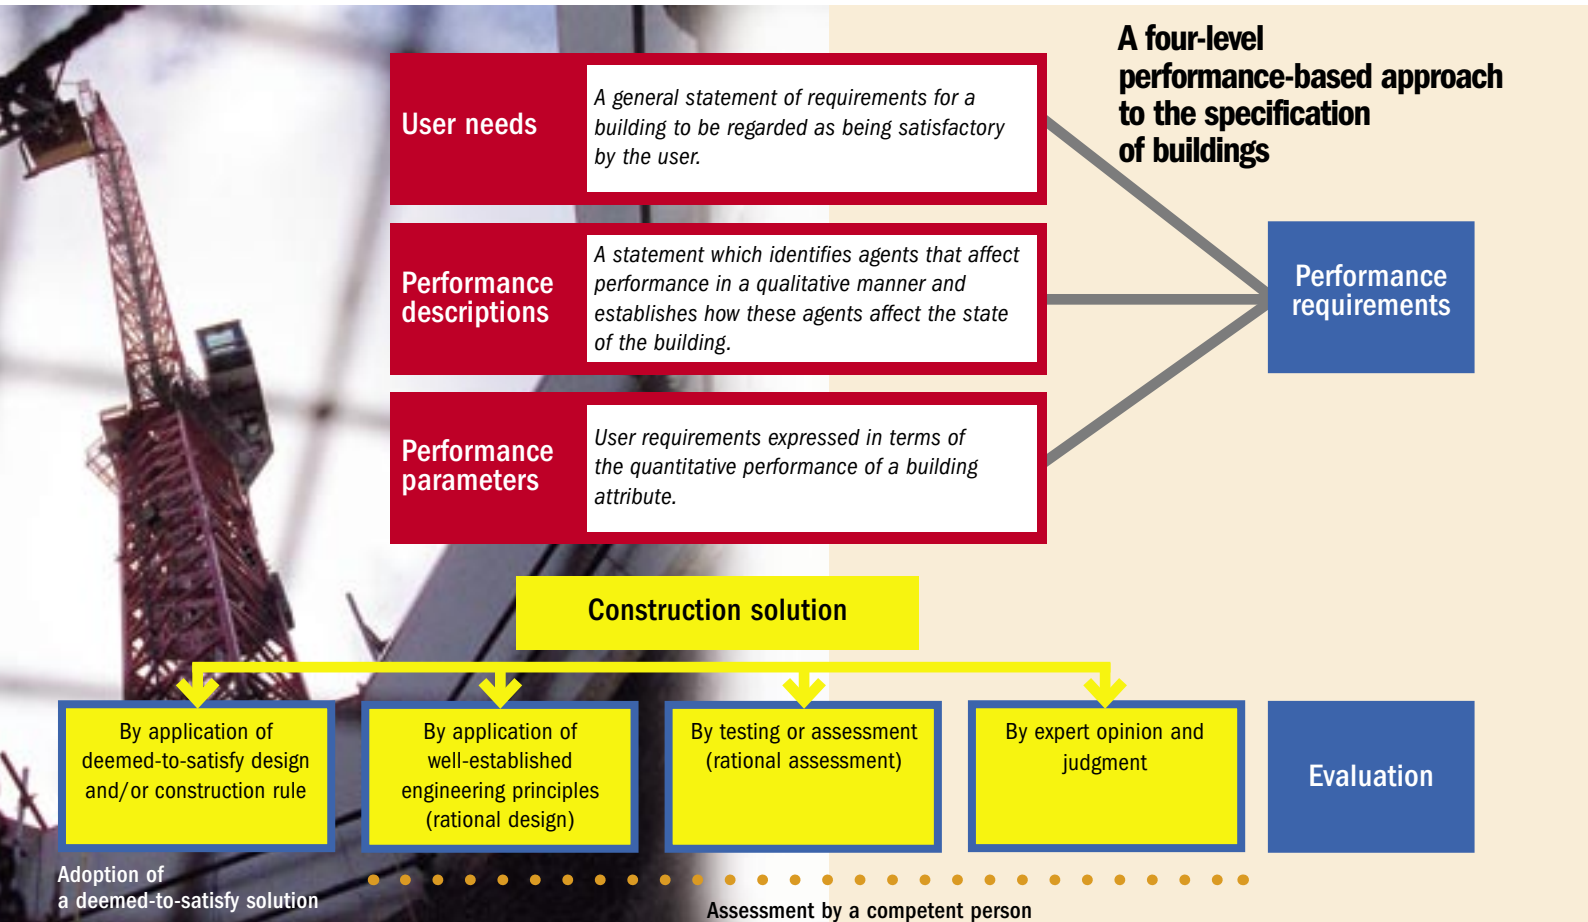 A four-level
performance-based approach
to the specification
of buildings
User needs
A general statement of requirements for a
building to be regarded as being satisfactory
by the user.
Performance
descriptions
A statement which identifies agents that affect
performance in a qualitative manner and
establishes how these agents affect the state
of the building.
Performance
requirements
Performance
parameters
User requirements expressed in terms of
the quantitative performance of a building
attribute.
Construction solution
By application of
deemed-to-satisfy design
and/or construction rule
By application of
well-established
engineering principles
(rational design)
By testing or assessment
(rational assessment)
By expert opinion and
judgment
Evaluation
Adoption of
a deemed-to-satisfy solution
Assessment by a competent person